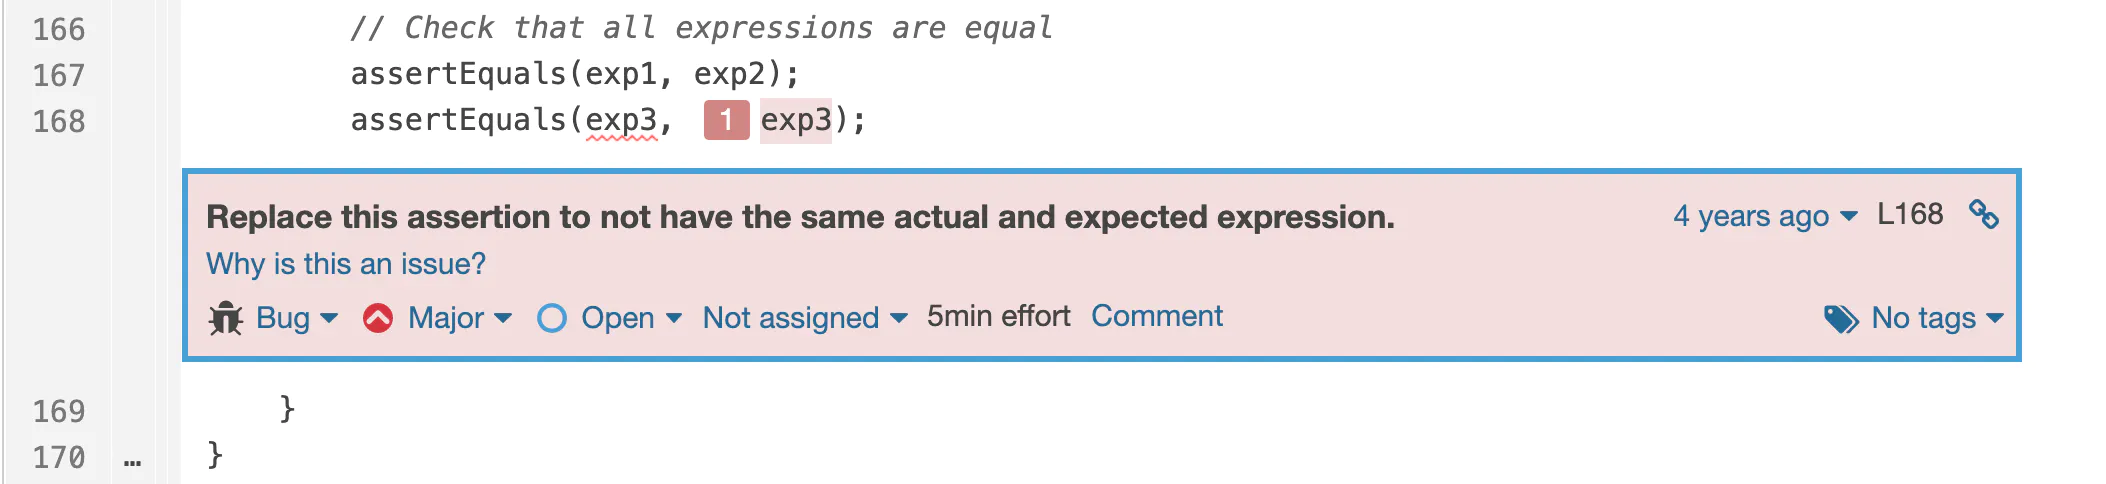 166 // Check that all expressions are equal
167 assertEquals(exp1, exp2);
168 assertEquals(exp3, 1 exp3);
Replace this assertion to not have the same actual and expected expression. 4 years ago L168
Why is this an issue?
Bug Major Open Not assigned 5min effort Comment No tags
169 }
170 … }